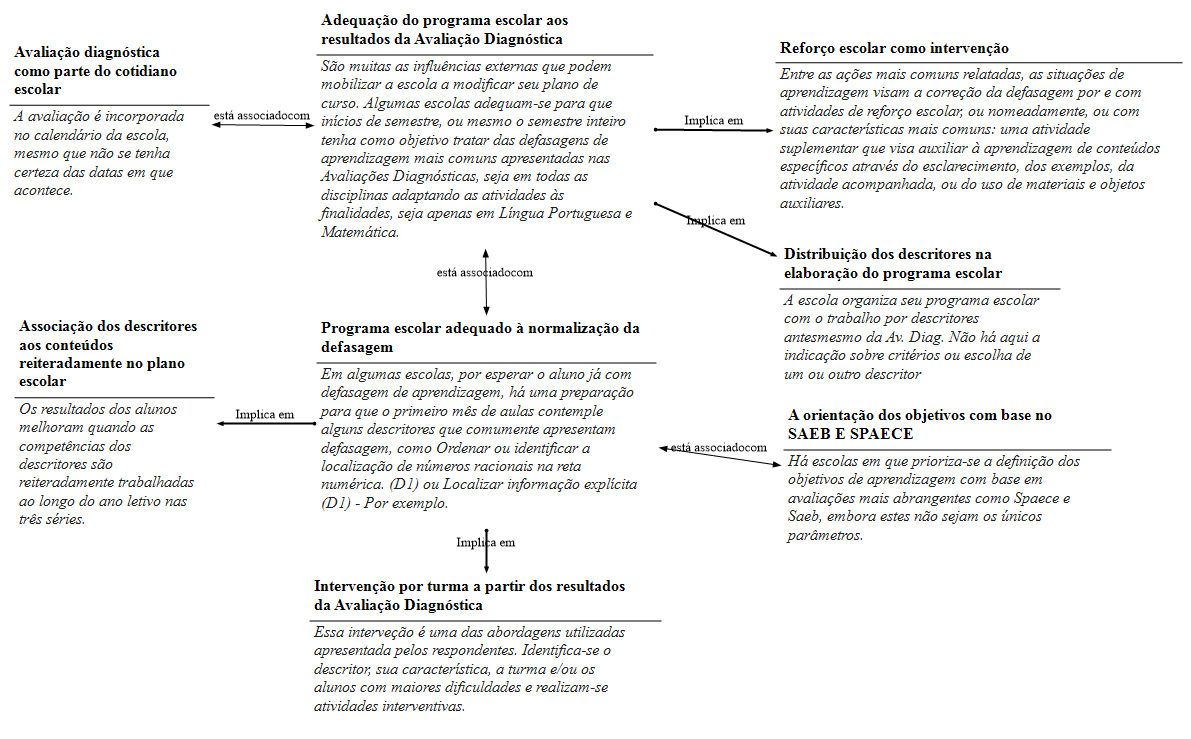 Avaliação diagnóstica
como parte do cotidiano
escolar
A avaliação é incorporada
no calendário da escola,
mesmo que não se tenha
certeza das datas em que
acontece.
está associadocom
Adequação do programa escolar aos
resultados da Avaliação Diagnóstica
São muitas as influências externas que podem
mobilizar a escola a modificar seu plano de
curso. Algumas escolas adequam-se para que
inícios de semestre, ou mesmo o semestre inteiro
tenha como objetivo tratar das defasagens de
aprendizagem mais comuns apresentadas nas
Avaliações Diagnósticas, seja em todas as
disciplinas adaptando as atividades às
finalidades, seja apenas em Língua Portuguesa e
Matemática.
Implica em
Reforço escolar como intervenção
Entre as ações mais comuns relatadas, as situações de
aprendizagem visam a correção da defasagem por e com
atividades de reforço escolar, ou nomeadamente, ou com
suas características mais comuns: uma atividade
suplementar que visa auxiliar à aprendizagem de conteúdos
específicos através do esclarecimento, dos exemplos, da
atividade acompanhada, ou do uso de materiais e objetos
auxiliares.
Implica em
Distribuição dos descritores na
elaboração do programa escolar
A escola organiza seu programa escolar
com o trabalho por descritores
antesmesmo da Av. Diag. Não há aqui a
indicação sobre critérios ou escolha de
um ou outro descritor
está associadocom
Associação dos descritores
aos conteúdos
reiteradamente no plano
escolar
Os resultados dos alunos
melhoram quando as
competências dos
descritores são
reiteradamente trabalhadas
ao longo do ano letivo nas
três séries.
Implica em
Programa escolar adequado à normalização da
defasagem
Em algumas escolas, por esperar o aluno já com
defasagem de aprendizagem, há uma preparação
para que o primeiro mês de aulas contemple
alguns descritores que comumente apresentam
defasagem, como Ordenar ou identificar a
localização de números racionais na reta
numérica. (D1) ou Localizar informação explícita
(D1) - Por exemplo.
está associadocom
A orientação dos objetivos com base no
SAEB E SPAECE
Há escolas em que prioriza-se a definição dos
objetivos de aprendizagem com base em
avaliações mais abrangentes como Spaece e
Saeb, embora estes não sejam os únicos
parâmetros.
Implica em
Intervenção por turma a partir dos resultados
da Avaliação Diagnóstica
Essa interveção é uma das abordagens utilizadas
apresentada pelos respondentes. Identifica-se o
descritor, sua característica, a turma e/ou os
alunos com maiores dificuldades e realizam-se
atividades interventivas.